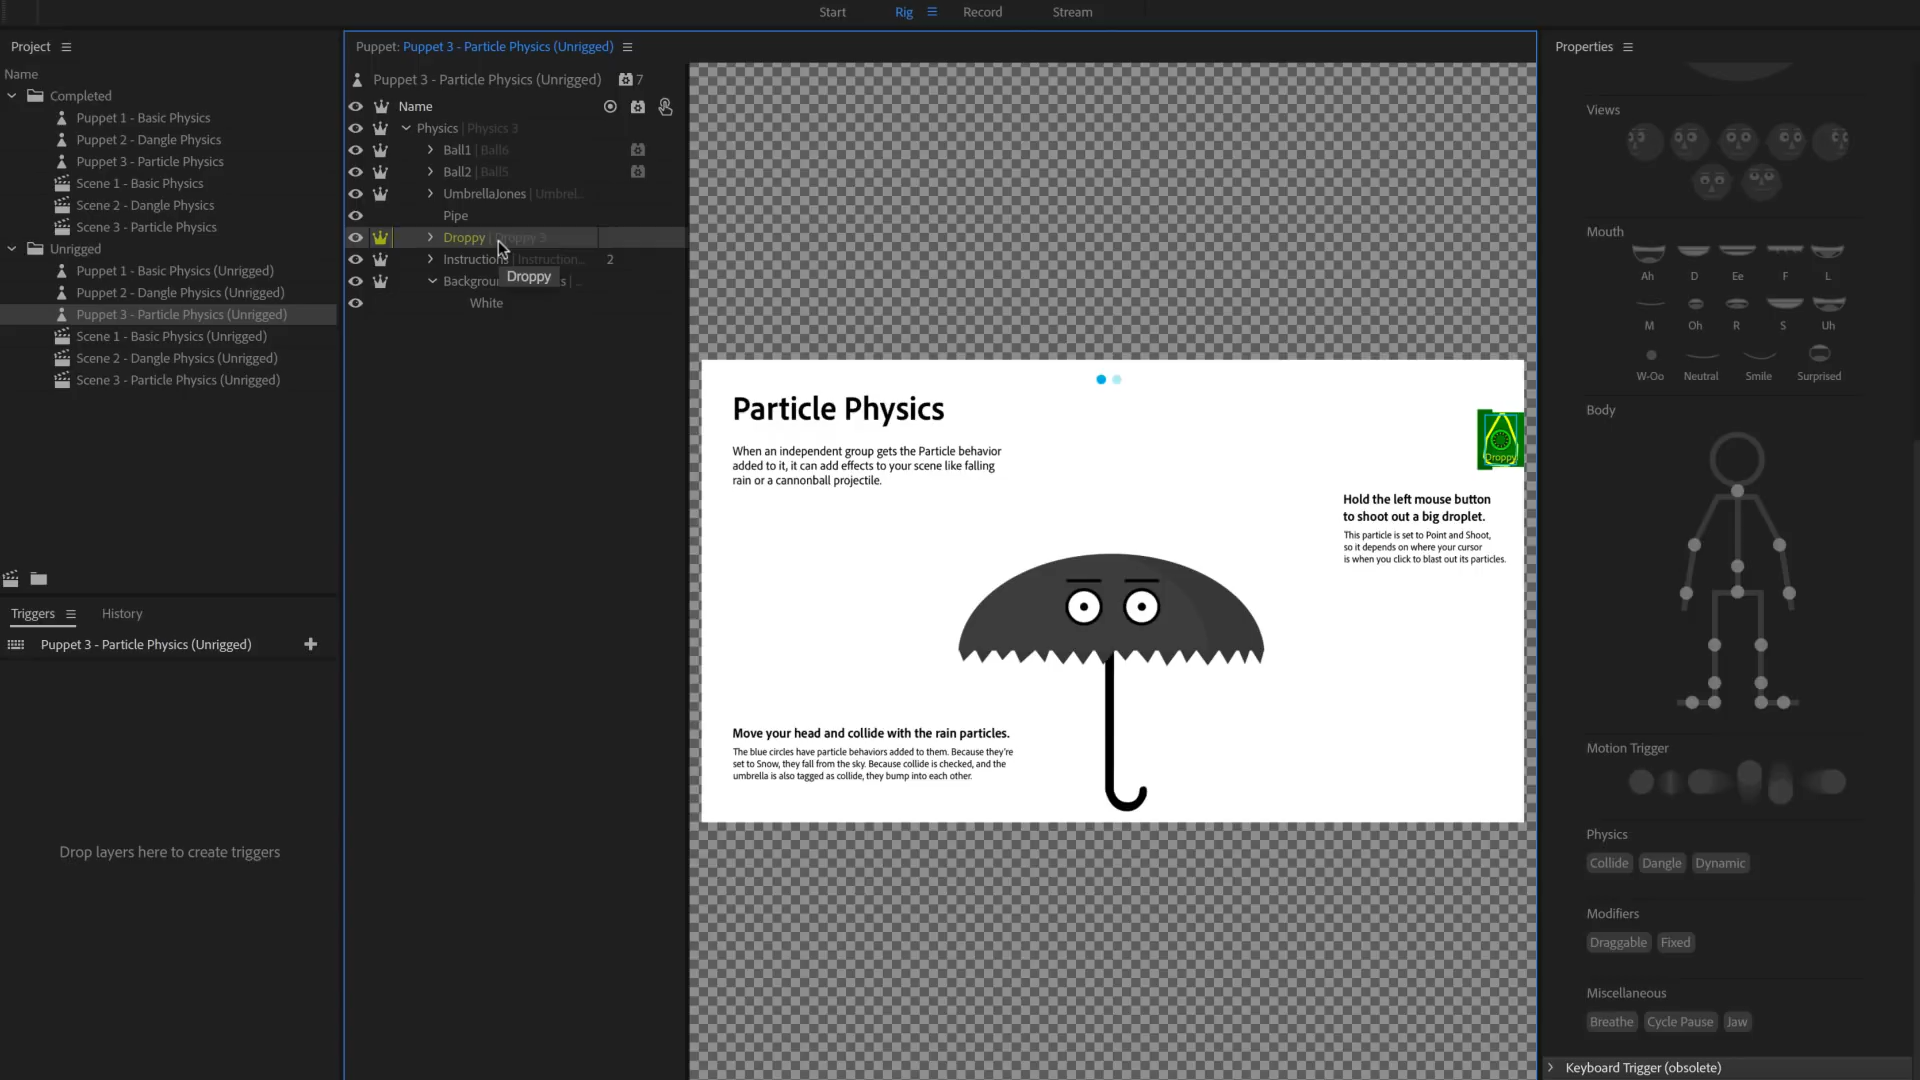 Start
Rig
Record
Stream
Project
Name
Completed
Puppet 1 - Basic Physics
Puppet 2 - Dangle Physics
Puppet 3 - Particle Physics
Scene 1 - Basic Physics
Scene 2 - Dangle Physics
Scene 3 - Particle Physics
Unrigged
Puppet 1 - Basic Physics (Unrigged)
Puppet 2 - Dangle Physics (Unrigged)
Puppet 3 - Particle Physics (Unrigged)
Scene 1 - Basic Physics (Unrigged)
Scene 2 - Dangle Physics (Unrigged)
Scene 3 - Particle Physics (Unrigged)
Triggers
History
Puppet 3 - Particle Physics (Unrigged)
Drop layers here to create triggers
Puppet: Puppet 3 - Particle Physics (Unrigged)
Puppet 3 - Particle Physics (Unrigged) 7
Name
Physics | Physics 3
Ball1 | Ball6
Ball2 | Ball5
UmbrellaJones | Umbrel...
Pipe
Droppy | Droppy 3
Instructions | Instruction... 2
Droppy
White
Particle Physics
When an independent group gets the Particle behavior
added to it, it can add effects to your scene like falling
rain or a cannonball projectile.
Droppy
Hold the left mouse button
to shoot out a big droplet.
This particle is set to Point and Shoot,
so it depends on where your cursor
is when you click to blast out its particles.
Move your head and collide with the rain particles.
The blue circles have particle behaviors added to them. Because they're
set to Snow, they fall from the sky. Because collide is checked, and the
umbrella is also tagged as collide, they bump into each other.
Properties
Views
Mouth
Ah D Ee F L
M Oh R S Uh
W-Oo Neutral Smile Surprised
Body
Motion Trigger
Physics
Collide Dangle Dynamic
Modifiers
Draggable Fixed
Miscellaneous
Breathe Cycle Pause Jaw
Keyboard Trigger (obsolete)